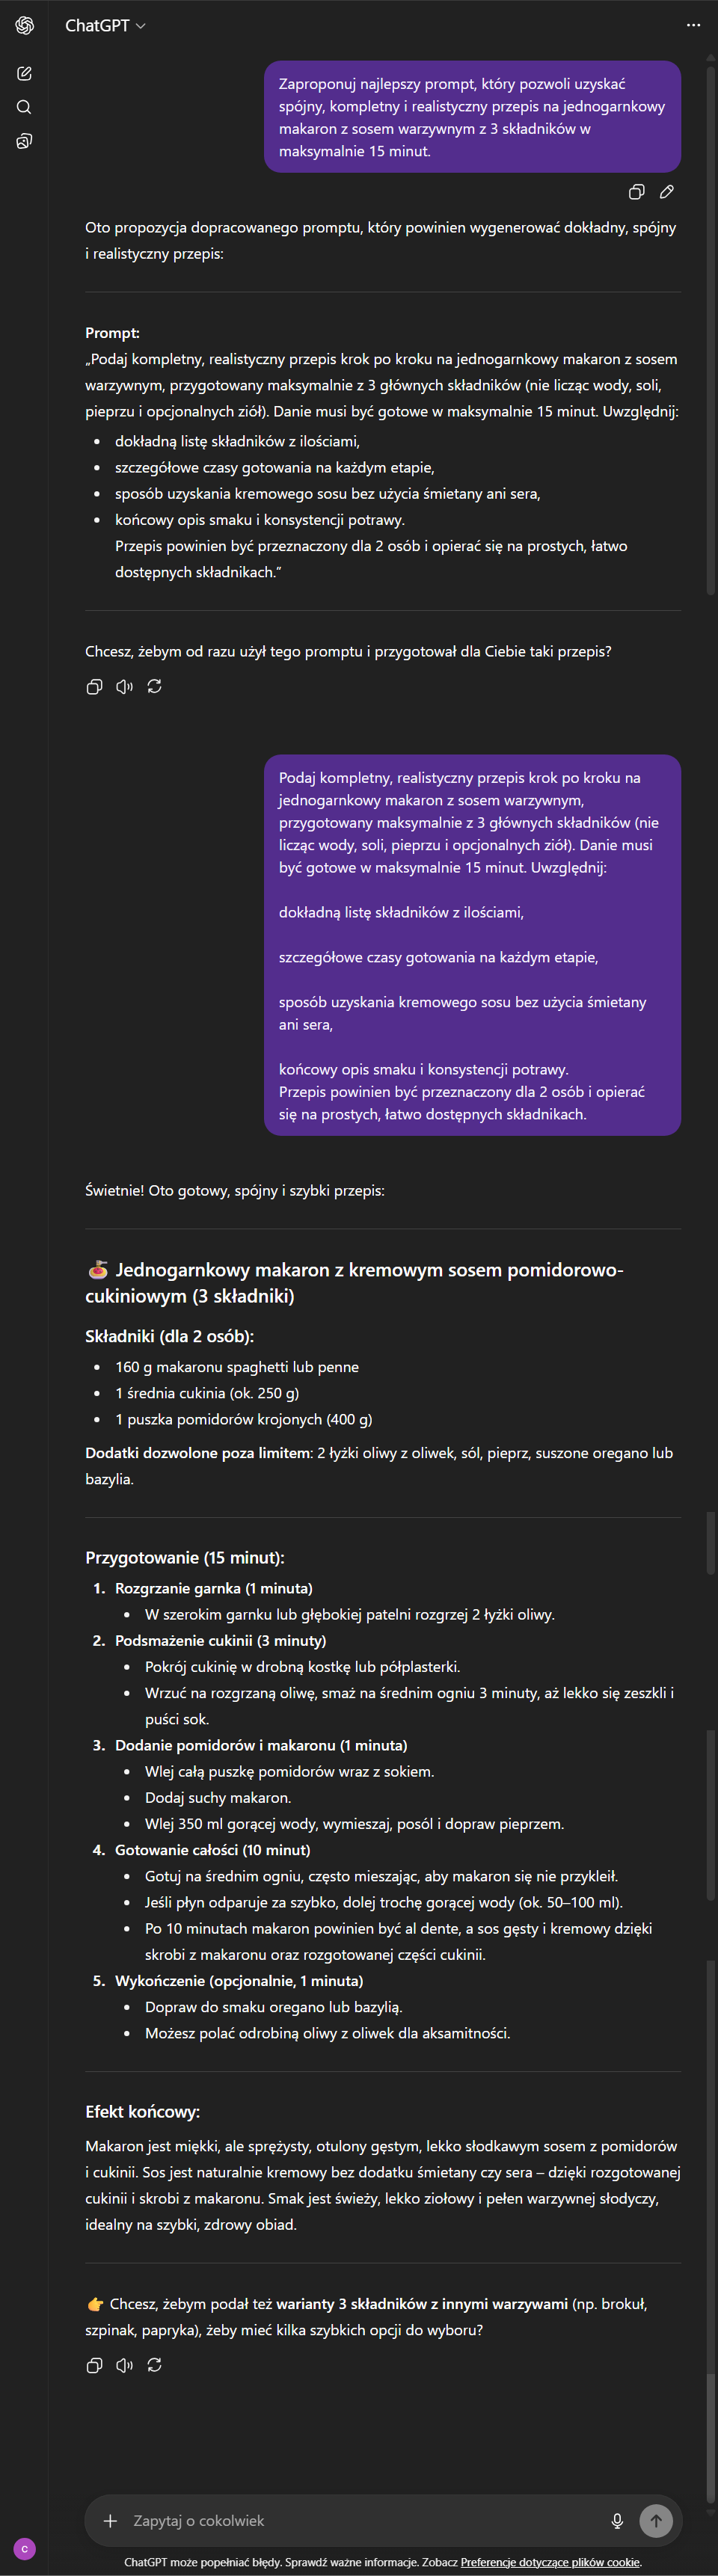 ChatGPT
Zaproponuj najlepszy prompt, który pozwoli uzyskać
spójny, kompletny i realistyczny przepis na jednogarnkowy
makaron z sosem warzywnym z 3 składników w
maksymalnie 15 minut.
Oto propozycja dopracowanego promptu, który powinien wygenerować dokładny, spójny
i realistyczny przepis:
Prompt:
„Podaj kompletny, realistyczny przepis krok po kroku na jednogarnkowy makaron z sosem
warzywnym, przygotowany maksymalnie z 3 głównych składników (nie licząc wody, soli,
pieprzu i opcjonalnych ziół). Danie musi być gotowe w maksymalnie 15 minut. Uwzględnij:
• dokładną listę składników z ilościami,
• szczegółowe czasy gotowania na każdym etapie,
• sposób uzyskania kremowego sosu bez użycia śmietany ani sera,
• końcowy opis smaku i konsystencji potrawy.
Przepis powinien być przeznaczony dla 2 osób i opierać się na prostych, łatwo
dostępnych składnikach.”
Chcesz, żebym od razu użył tego promptu i przygotował dla Ciebie taki przepis?
Podaj kompletny, realistyczny przepis krok po kroku na
jednogarnkowy makaron z sosem warzywnym,
przygotowany maksymalnie z 3 głównych składników (nie
licząc wody, soli, pieprzu i opcjonalnych ziół). Danie musi
być gotowe w maksymalnie 15 minut. Uwzględnij:
dokładną listę składników z ilościami,
szczegółowe czasy gotowania na każdym etapie,
sposób uzyskania kremowego sosu bez użycia śmietany
ani sera,
końcowy opis smaku i konsystencji potrawy.
Przepis powinien być przeznaczony dla 2 osób i opierać
się na prostych, łatwo dostępnych składnikach.
Świetnie! Oto gotowy, spójny i szybki przepis:
🍝 Jednogarnkowy makaron z kremowym sosem pomidorowo-
cukiniowym (3 składniki)
Składniki (dla 2 osób):
• 160 g makaronu spaghetti lub penne
• 1 średnia cukinia (ok. 250 g)
• 1 puszka pomidorów krojonych (400 g)
Dodatki dozwolone poza limitem: 2 łyżki oliwy z oliwek, sól, pieprz, suszone oregano lub
bazylia.
Przygotowanie (15 minut):
1. Rozgrzanie garnka (1 minuta)
• W szerokim garnku lub głębokiej patelni rozgrzej 2 łyżki oliwy.
2. Podsmażenie cukinii (3 minuty)
• Pokrój cukinię w drobną kostkę lub półplasterki.
• Wrzuć na rozgrzaną oliwę, smaż na średnim ogniu 3 minuty, aż lekko się zeszkli i
puści sok.
3. Dodanie pomidorów i makaronu (1 minuta)
• Wlej całą puszkę pomidorów wraz z sokiem.
• Dodaj suchy makaron.
• Wlej 350 ml gorącej wody, wymieszaj, posól i dopraw pieprzem.
4. Gotowanie całości (10 minut)
• Gotuj na średnim ogniu, często mieszając, aby makaron się nie przykleił.
• Jeśli płyn odparuje za szybko, dolej trochę gorącej wody (ok. 50–100 ml).
• Po 10 minutach makaron powinien być al dente, a sos gęsty i kremowy dzięki
skrobi z makaronu oraz rozgotowanej części cukinii.
5. Wykończenie (opcjonalnie, 1 minuta)
• Dopraw do smaku oregano lub bazylią.
• Możesz polać odrobiną oliwy z oliwek dla aksamitności.
Efekt końcowy:
Makaron jest miękki, ale sprężysty, otulony gęstym, lekko słodkawym sosem z pomidorów
i cukinii. Sos jest naturalnie kremowy bez dodatku śmietany czy sera – dzięki rozgotowanej
cukinii i skrobi z makaronu. Smak jest świeży, lekko ziołowy i pełen warzywnej słodyczy,
idealny na szybki, zdrowy obiad.
👉 Chcesz, żebym podał też warianty 3 składników z innymi warzywami (np. brokuł,
szpinak, papryka), żeby mieć kilka szybkich opcji do wyboru?
Zapytaj o cokolwiek
C
ChatGPT może popełniać błędy. Sprawdź ważne informacje. Zobacz Preferencje dotyczące plików cookie.